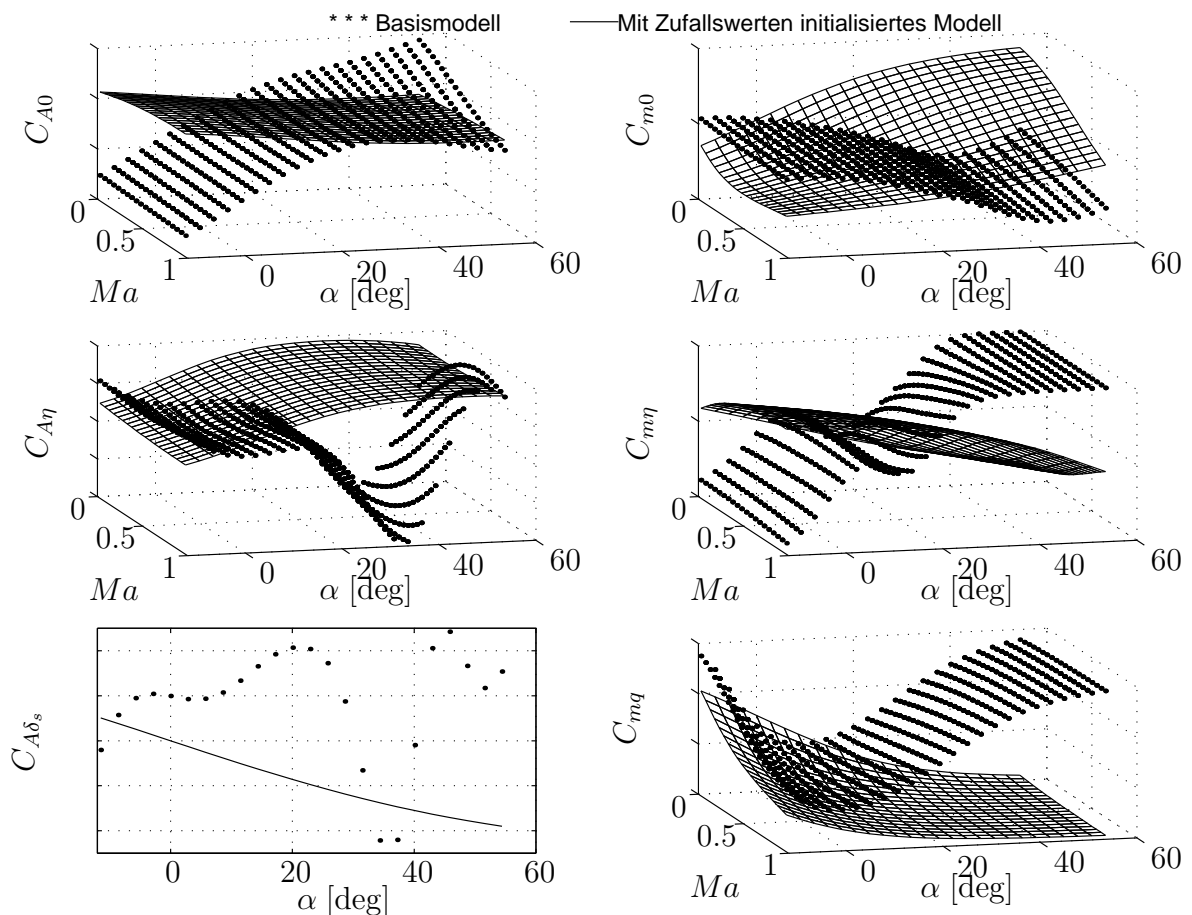 * * * Basismodell — Mit Zufallswerten initialisiertes Modell
C_{A0}
0
0.5
1
Ma
0
20
40
60
α [deg]
C_{m0}
0
0.5
1
Ma
0
20
40
60
α [deg]
C_{Aη}
0
0.5
1
Ma
0
20
40
60
α [deg]
C_{mη}
0
0.5
1
Ma
0
20
40
60
α [deg]
C_{Aδ_s}
0
20
40
60
α [deg]
C_{mq}
0
0.5
1
Ma
0
20
40
60
α [deg]